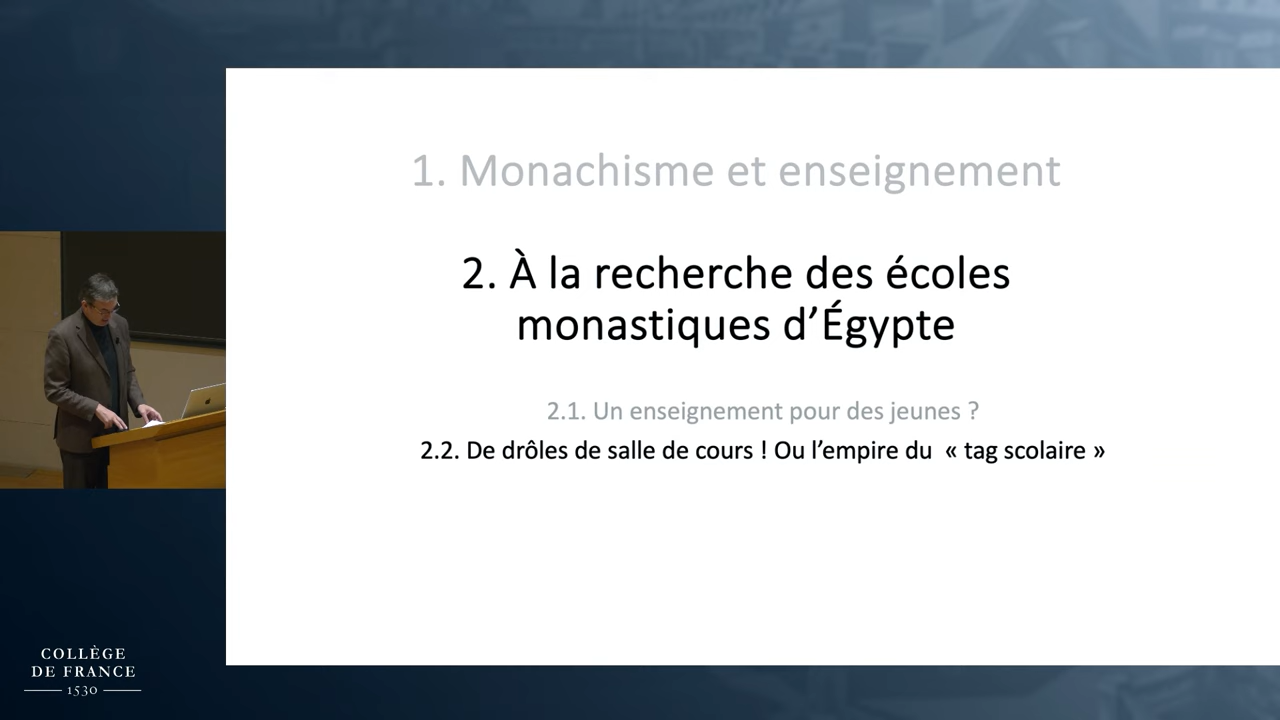 1. Monachisme et enseignement
2. À la recherche des écoles
monastiques d’Égypte
2.1. Un enseignement pour des jeunes ?
2.2. De drôles de salle de cours ! Ou l’empire du « tag scolaire »
COLLÈGE
DE FRANCE
1530